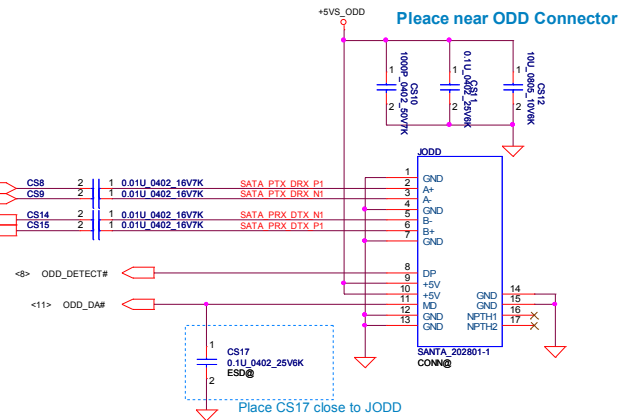 +5VS_ODD
Pleace near ODD Connector
1 2 CS10 1000P_0402_50V7K
1 2 CS11 0.1U_0402_25V6K
1 2 CS12 10U_0805_10V6K
JODD
CS8 2 1 0.01U_0402_16V7K SATA_PTX_DRX_P1
CS9 2 1 0.01U_0402_16V7K SATA_PTX_DRX_N1
CS14 2 1 0.01U_0402_16V7K SATA_PRX_DTX_N1
CS15 2 1 0.01U_0402_16V7K SATA_PRX_DTX_P1
1 GND
2 A+
3 A-
4 GND
5 B-
6 B+
7 GND
<8> ODD_DETECT# 8 DP
9 +5V
10 +5V
<11> ODD_DA# 11 MD
12 GND
13 GND
GND 14
GND 15
NPTH1 16
NPTH2 17
SANTA_202801-1
CONN@
1
CS17
0.1U_0402_25V6K
ESD@
2
Place CS17 close to JODD